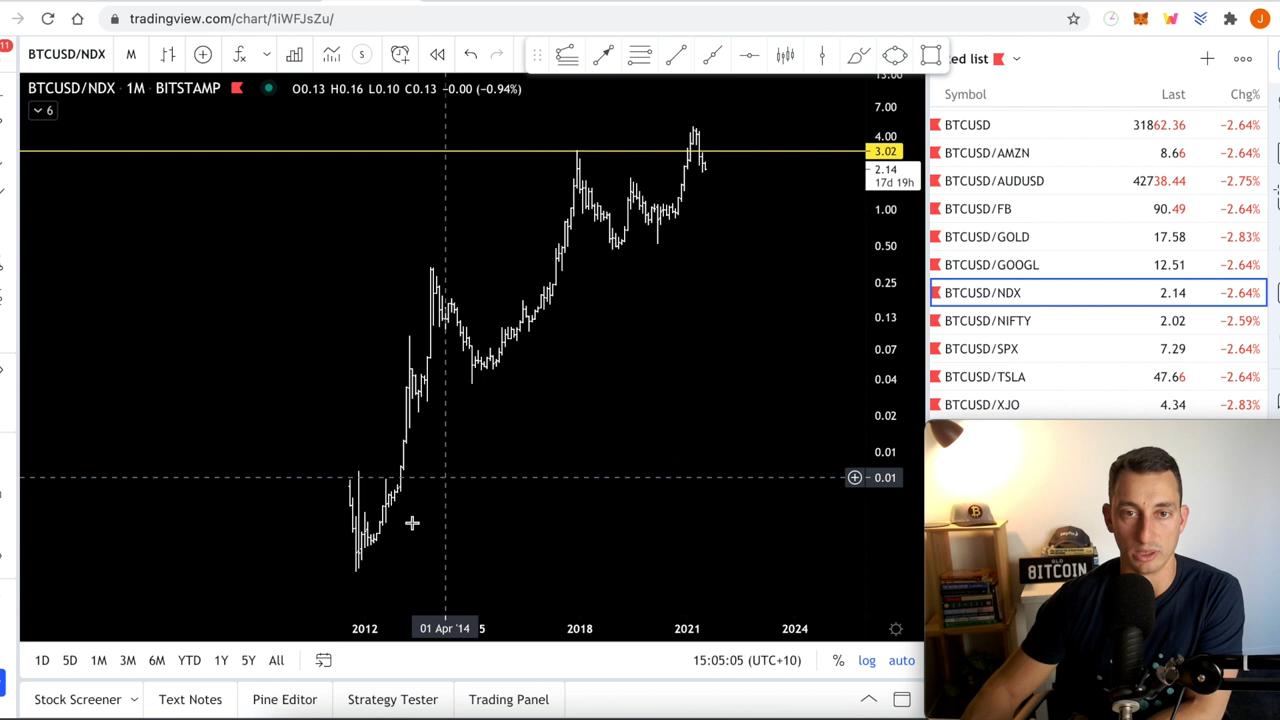 11
tradingview.com/chart/1iWFJsZu/
J
BTCUSD/NDX M S
ed list
BTCUSD/NDX · 1M · BITSTAMP O0.13 H0.16 L0.10 C0.13 −0.00 (−0.94%)
6
Symbol Last Chg%
BTCUSD 31862.36 −2.64%
BTCUSD/AMZN 8.66 −2.64%
BTCUSD/AUDUSD 42738.44 −2.75%
BTCUSD/FB 90.49 −2.64%
BTCUSD/GOLD 17.58 −2.83%
BTCUSD/GOOGL 12.51 −2.64%
BTCUSD/NDX 2.14 −2.64%
BTCUSD/NIFTY 2.02 −2.59%
BTCUSD/SPX 7.29 −2.64%
BTCUSD/TSLA 47.66 −2.64%
BTCUSD/XJO 4.34 −2.83%
13.00
7.00
4.00
3.02
2.14
17d 19h
1.00
0.50
0.25
0.13
0.07
0.04
0.02
0.01
0.01
2012 01 Apr '14 5 2018 2021 2024
1D 5D 1M 3M 6M YTD 1Y 5Y All 15:05:05 (UTC+10) % log auto
Stock Screener Text Notes Pine Editor Strategy Tester Trading Panel
BITCOIN